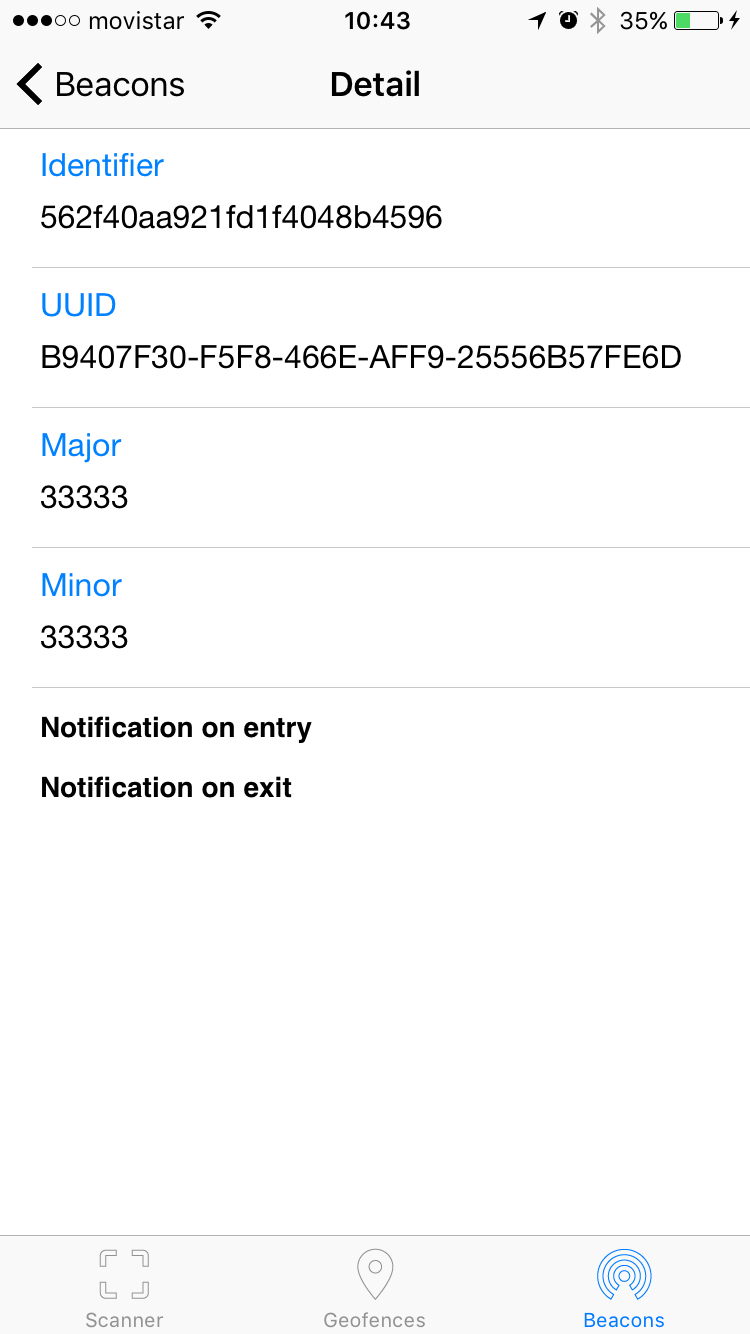 movistar 10:43 35%
Beacons Detail
Identifier
562f40aa921fd1f4048b4596
UUID
B9407F30-F5F8-466E-AFF9-25556B57FE6D
Major
33333
Minor
33333
Notification on entry
Notification on exit
Scanner Geofences Beacons